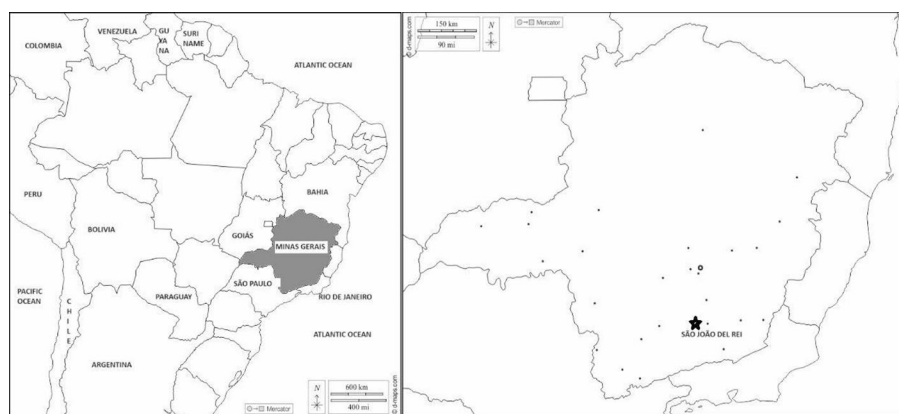 VENEZUELA
GU
YA
NA
SURI
NAME
COLOMBIA
ATLANTIC OCEAN
PERU
BAHIA
BOLIVIA
GOIÁS
MINAS GERAIS
SÃO PAULO
PACIFIC
OCEAN
C
H
I
L
E
PARAGUAY
RIO DE JANEIRO
ATLANTIC OCEAN
ARGENTINA
N
600 km
400 mi
Mercator
© d-maps.com
150 km
90 mi
N
Mercator
© d-maps.com
SÃO JOÃO DEL REI